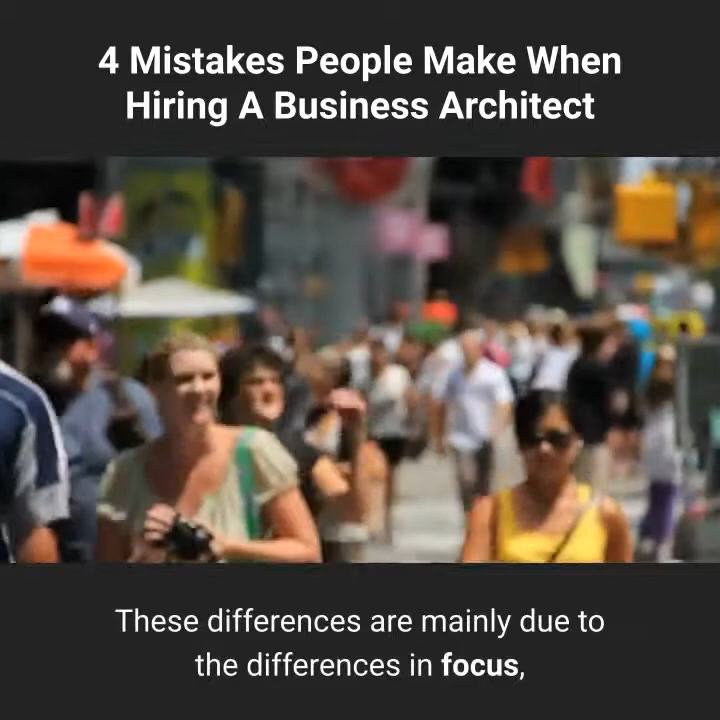 4 Mistakes People Make When
Hiring A Business Architect
These differences are mainly due to
the differences in focus,